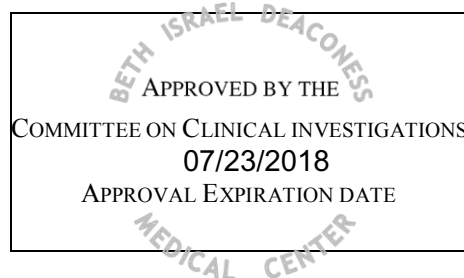 BETH ISRAEL DEACONESS
APPROVED BY THE
COMMITTEE ON CLINICAL INVESTIGATIONS
07/23/2018
APPROVAL EXPIRATION DATE
MEDICAL CENTER